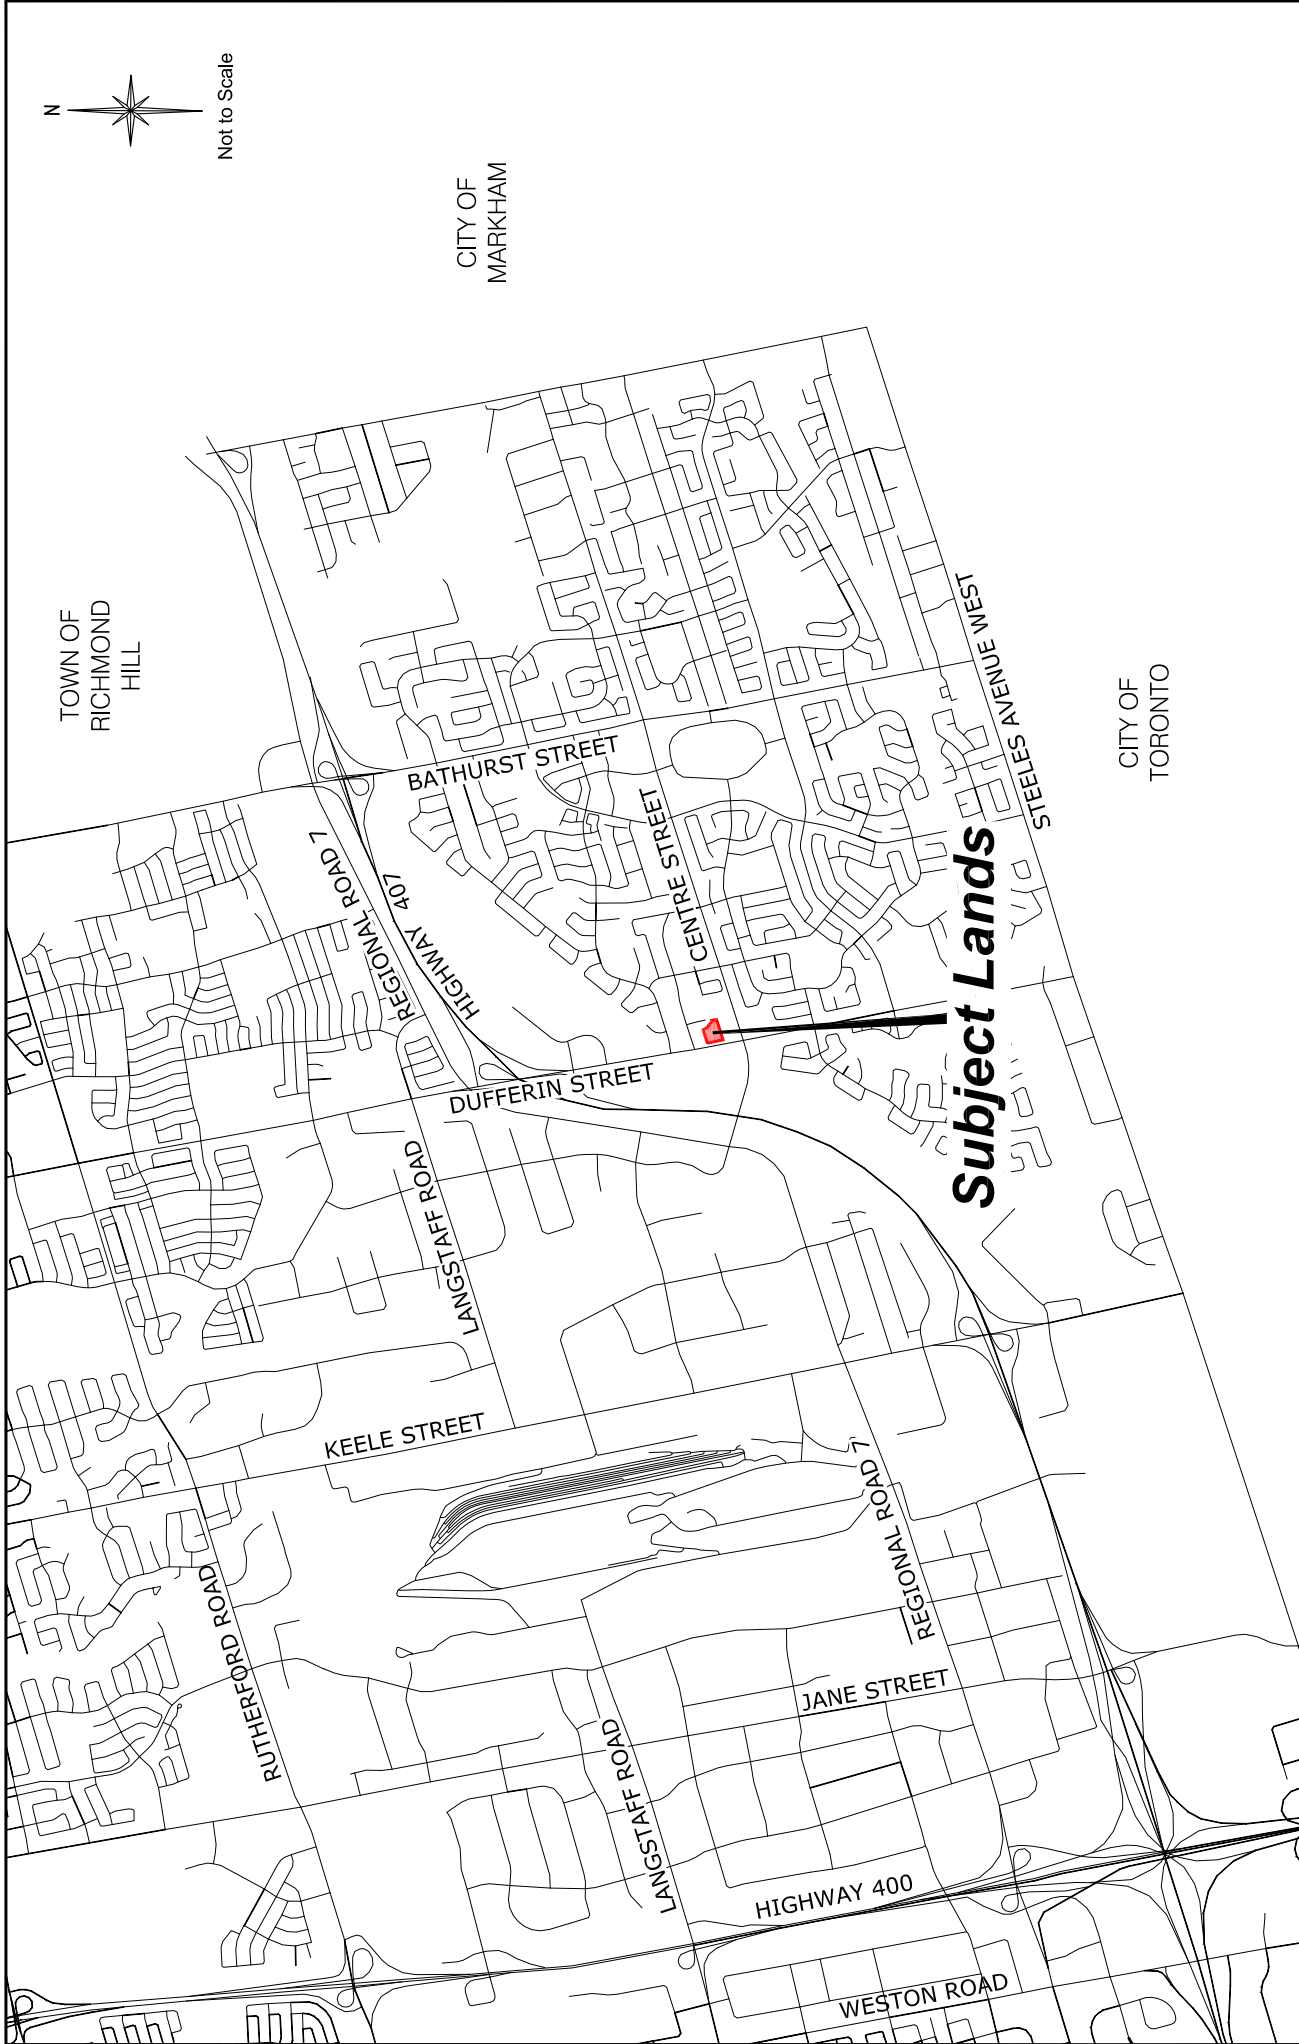 N
Not to Scale
CITY OF
MARKHAM
TOWN OF
RICHMOND
HILL
CITY OF
TORONTO
STEELES AVENUE WEST
BATHURST STREET
CENTRE STREET
REGIONAL ROAD 7
HIGHWAY 407
DUFFERIN STREET
Subject Lands
LANGSTAFF ROAD
KEELE STREET
REGIONAL ROAD 7
RUTHERFORD ROAD
JANE STREET
LANGSTAFF ROAD
HIGHWAY 400
WESTON ROAD